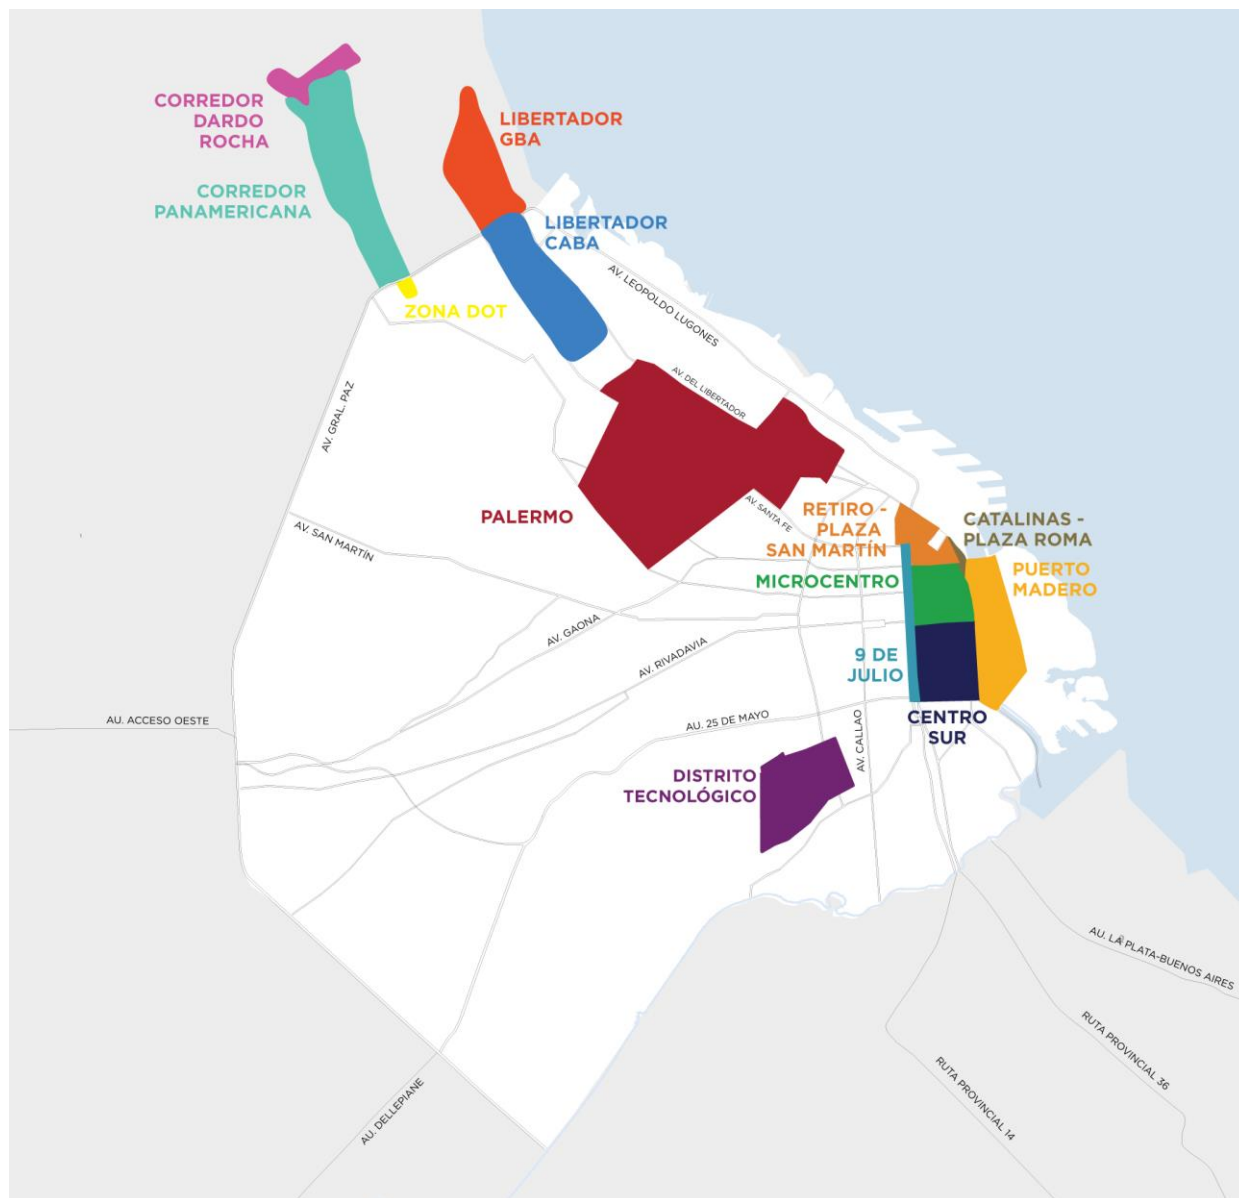 CORREDOR
DARDO
ROCHA
LIBERTADOR
GBA
CORREDOR
PANAMERICANA
LIBERTADOR
CABA
AV. LEOPOLDO LUGONES
ZONA DOT
AV. DEL LIBERTADOR
AV. GRAL. PAZ
PALERMO
AV. SANTA FE
RETIRO -
PLAZA
SAN MARTÍN
CATALINAS -
PLAZA ROMA
AV. SAN MARTÍN
MICROCENTRO
PUERTO
MADERO
AV. GAONA
AV. RIVADAVIA
9 DE
JULIO
AU. ACCESO OESTE
AU. 25 DE MAYO
AV. CALLAO
CENTRO
SUR
DISTRITO
TECNOLÓGICO
AU. LA PLATA-BUENOS AIRES
RUTA PROVINCIAL 36
RUTA PROVINCIAL 14
AU. DELLEPIANE